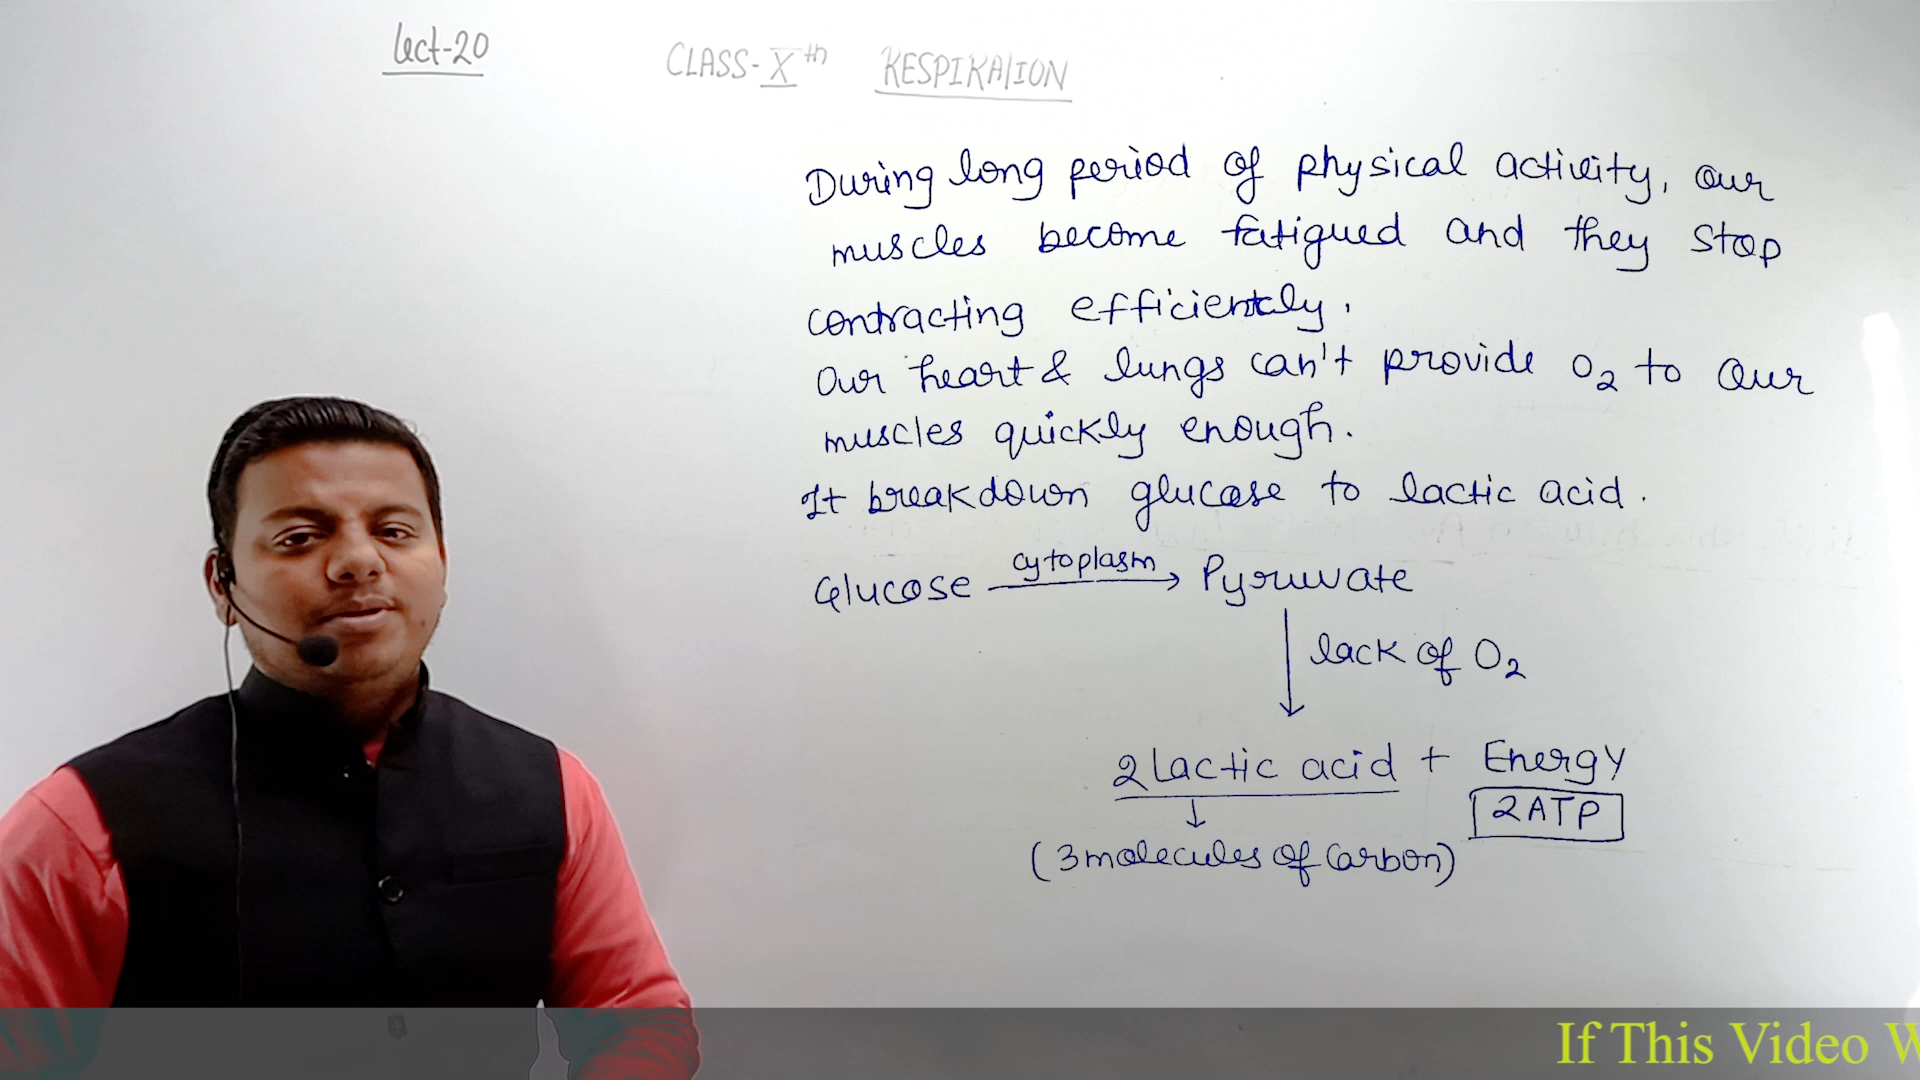 Lect-20
CLASS-Xth RESPIRATION
During long period of physical activity, our
muscles become fatigued and they stop
contracting efficiently.
Our heart & lungs can't provide O2 to our
muscles quickly enough.
It breakdown glucose to lactic acid.
Glucose cytoplasm → Pyruvate
↓ lack of O2
2 Lactic acid + Energy
↓ 2ATP
(3 molecules of Carbon)
If This Video W